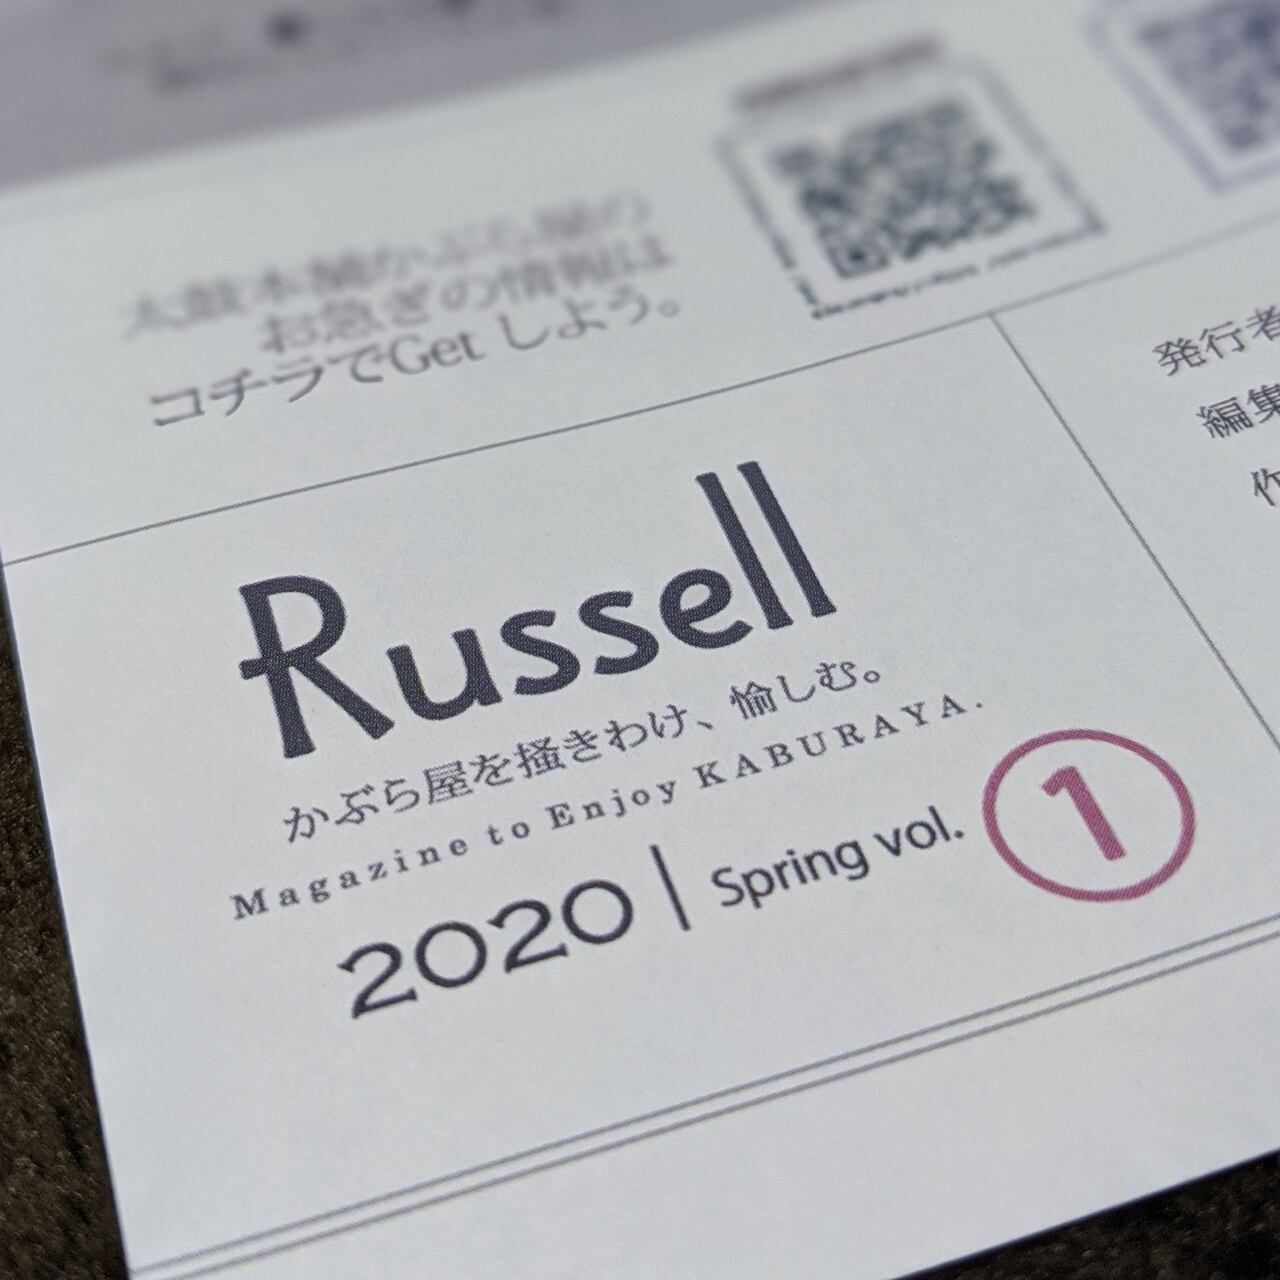 太鼓本舗かぶら屋の
お急ぎの情報は
コチラでGet しよう。
発行者
編集
作
Russell
かぶら屋を掻きわけ、愉しむ。
Magazine to Enjoy KABURAYA.
2020 | Spring vol. ①